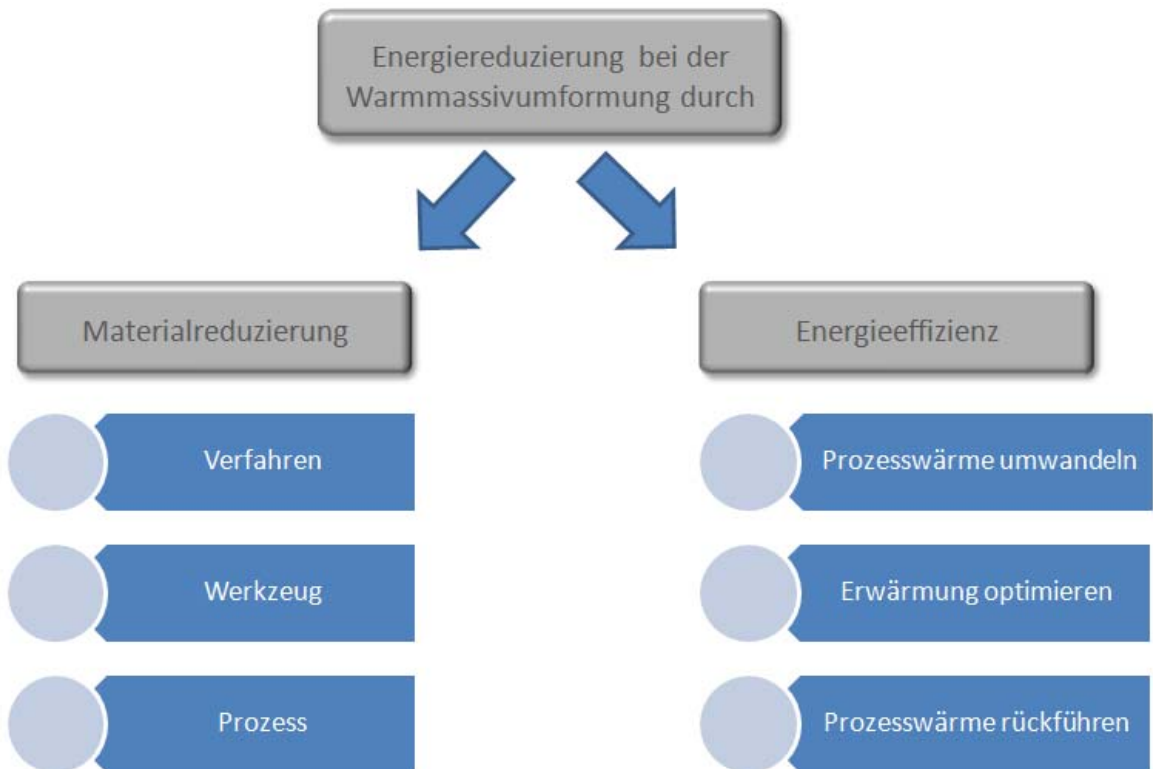 Energiereduzierung bei der
Warmmassivumformung durch
Materialreduzierung
Verfahren
Werkzeug
Prozess
Energieeffizienz
Prozesswärme umwandeln
Erwärmung optimieren
Prozesswärme rückführen